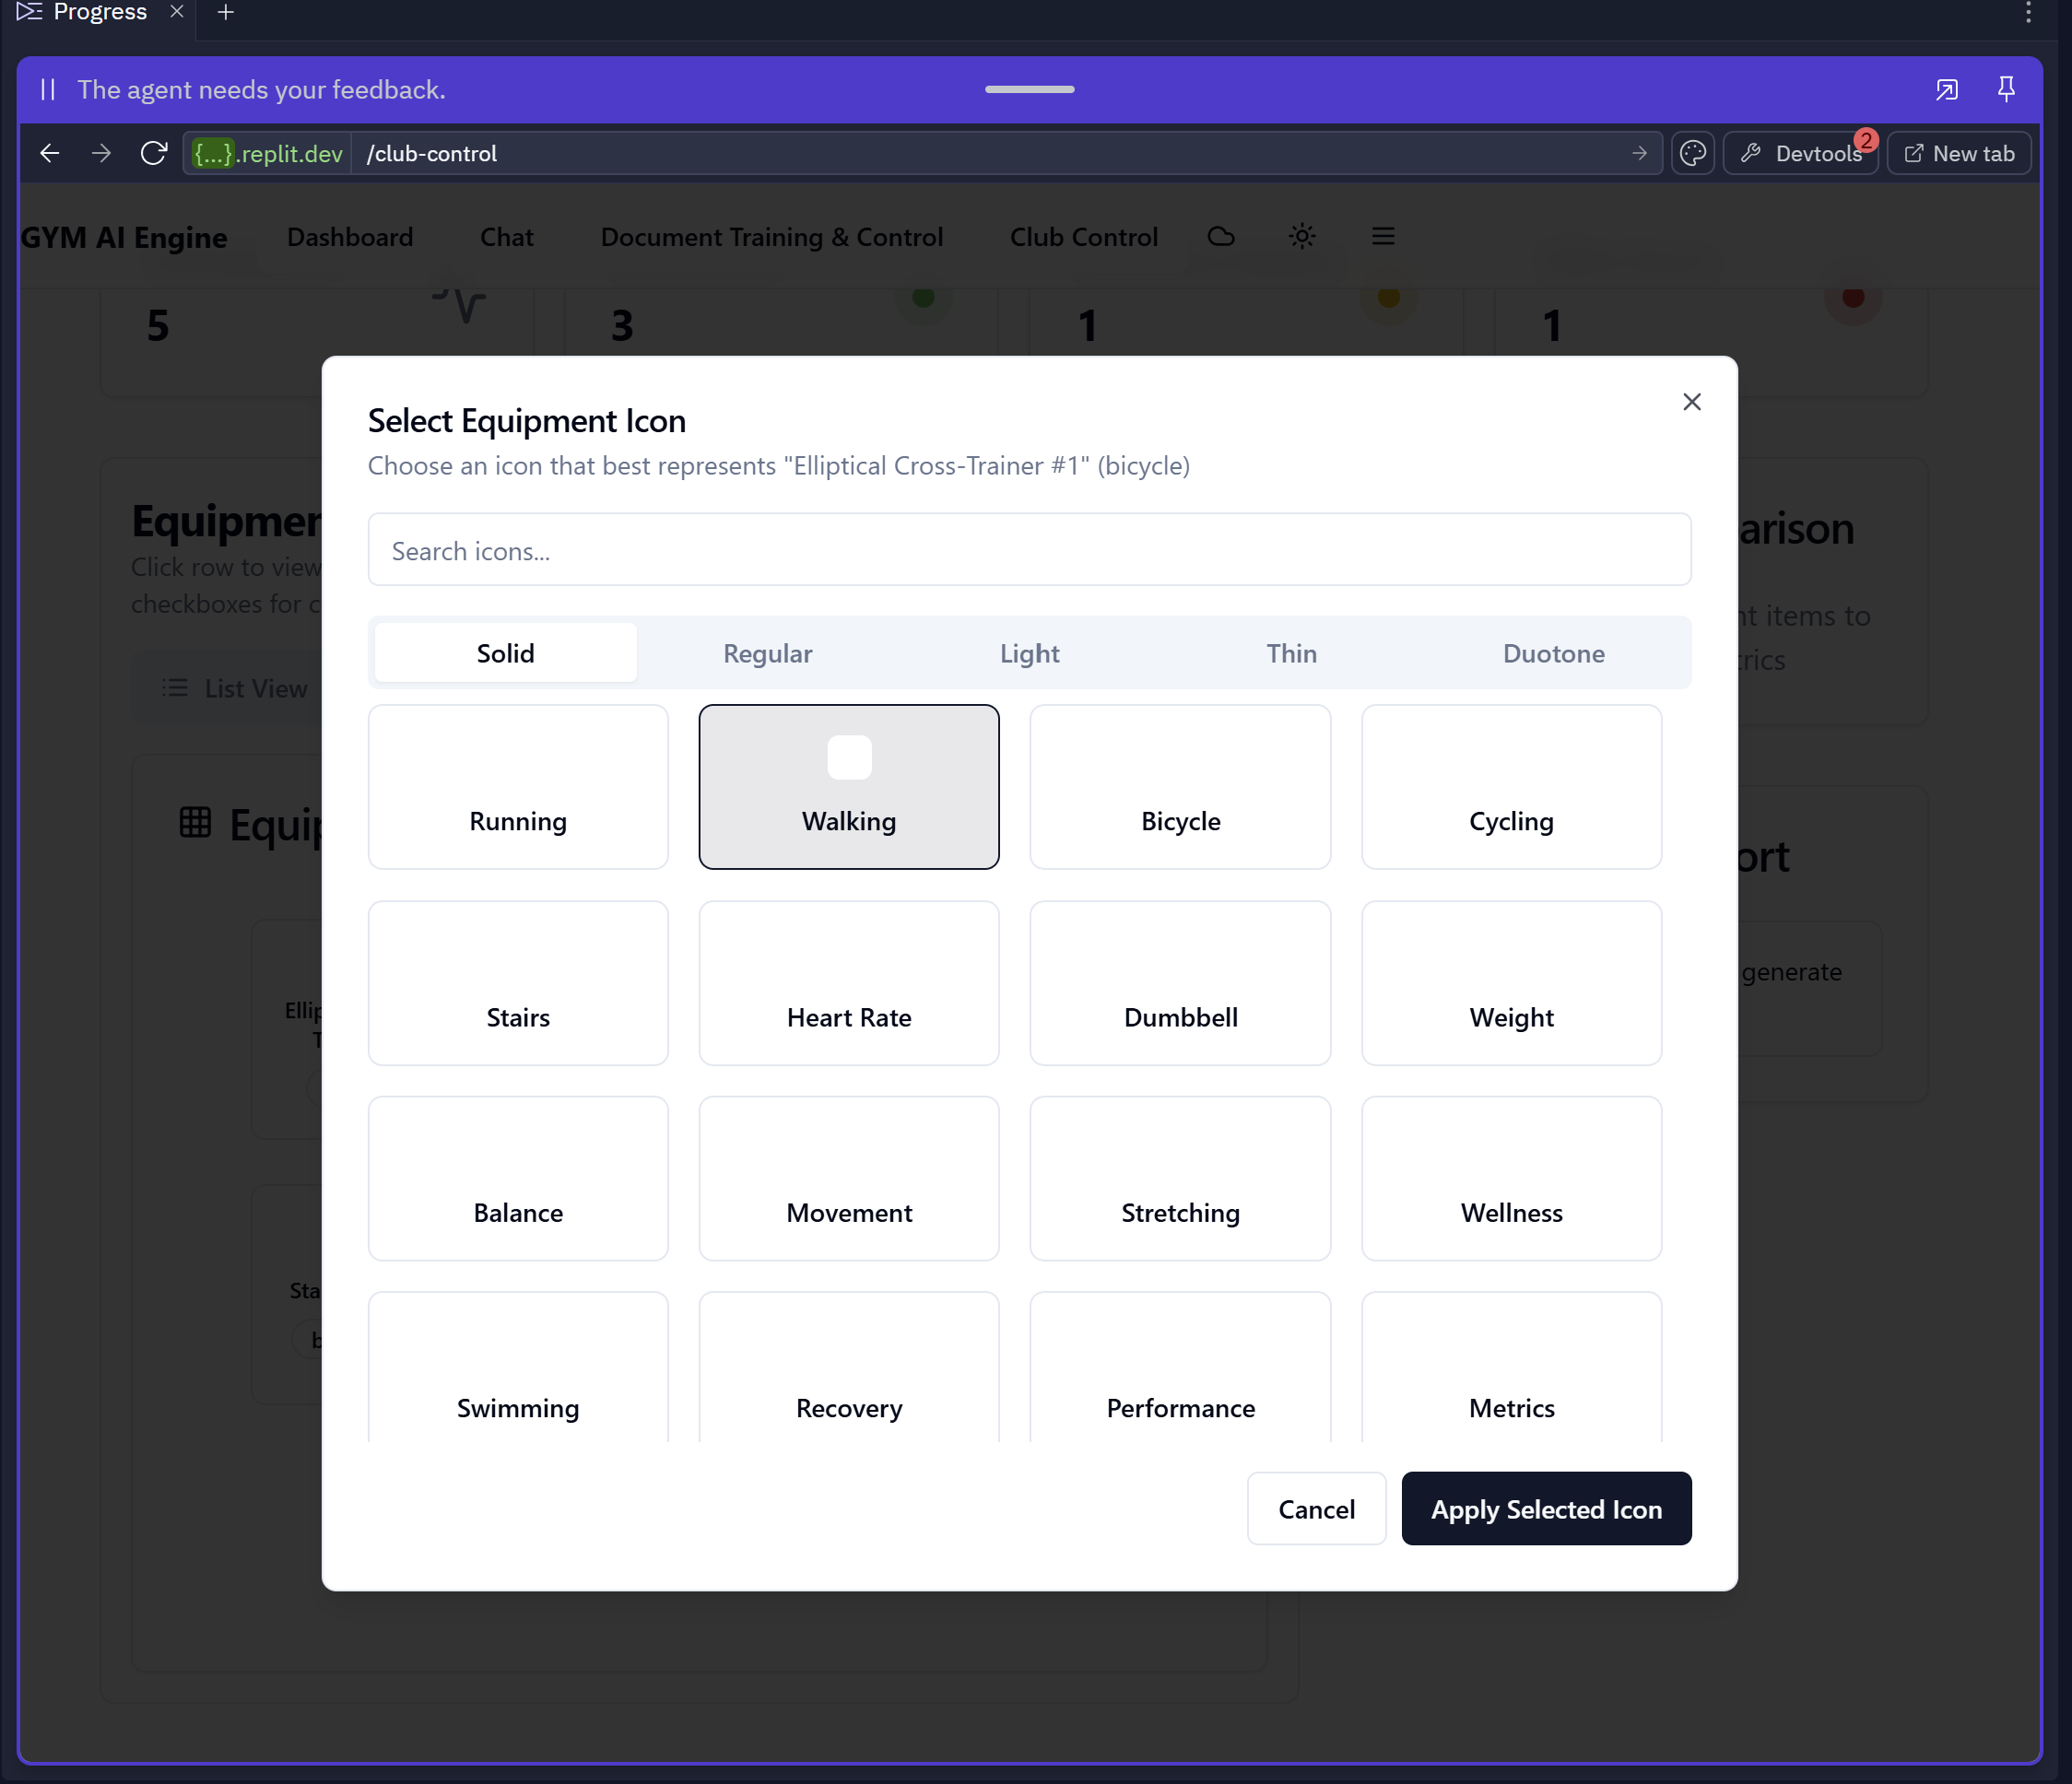 Progress
The agent needs your feedback.
{...}.replit.dev /club-control
Devtools 2
New tab
GYM AI Engine Dashboard Chat Document Training & Control Club Control
5 3 1 1
Select Equipment Icon
Choose an icon that best represents "Elliptical Cross-Trainer #1" (bicycle)
Search icons...
Solid Regular Light Thin Duotone
Running Walking Bicycle Cycling
Stairs Heart Rate Dumbbell Weight
Balance Movement Stretching Wellness
Swimming Recovery Performance Metrics
Cancel Apply Selected Icon
Equipmen
Click row to view
checkboxes for c
List View
Equip
Ellip
T
Sta
b
arison
nt items to
trics
ort
generate